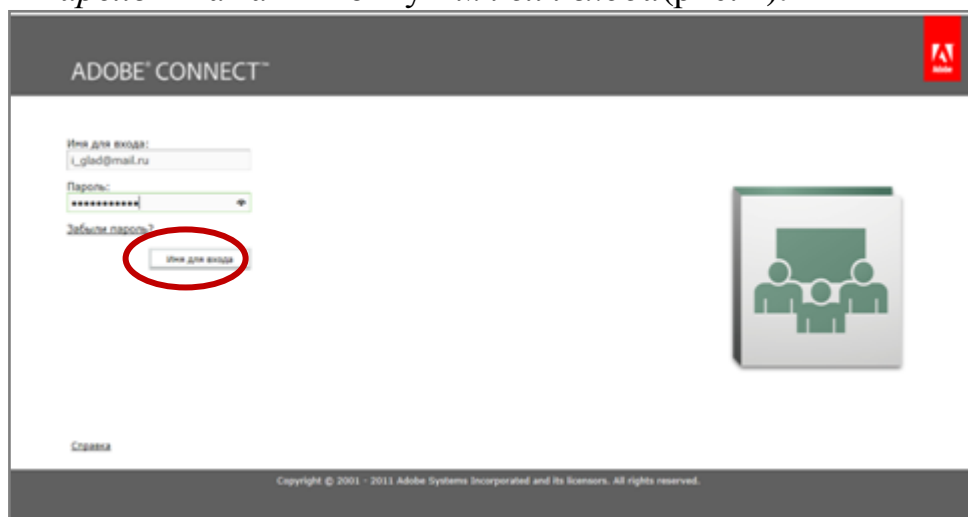 ADOBE® CONNECT™
Adobe
Имя для входа:
i_glad@mail.ru
Пароль:
Забыли пароль?
Имя для входа
Справка
Copyright © 2001 - 2011 Adobe Systems Incorporated and its licensors. All rights reserved.